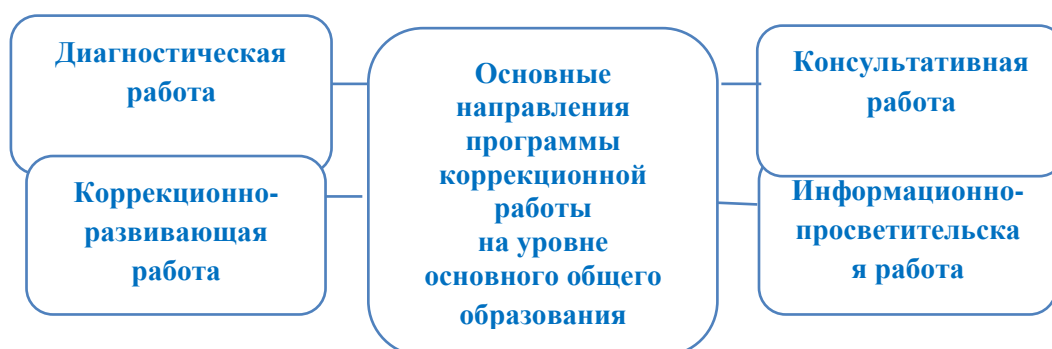 Диагностическая
работа
Коррекционно-
развивающая
работа
Основные
направления
программы
коррекционной
работы
на уровне
основного общего
образования
Консультативная
работа
Информационно-
просветительска
я работа